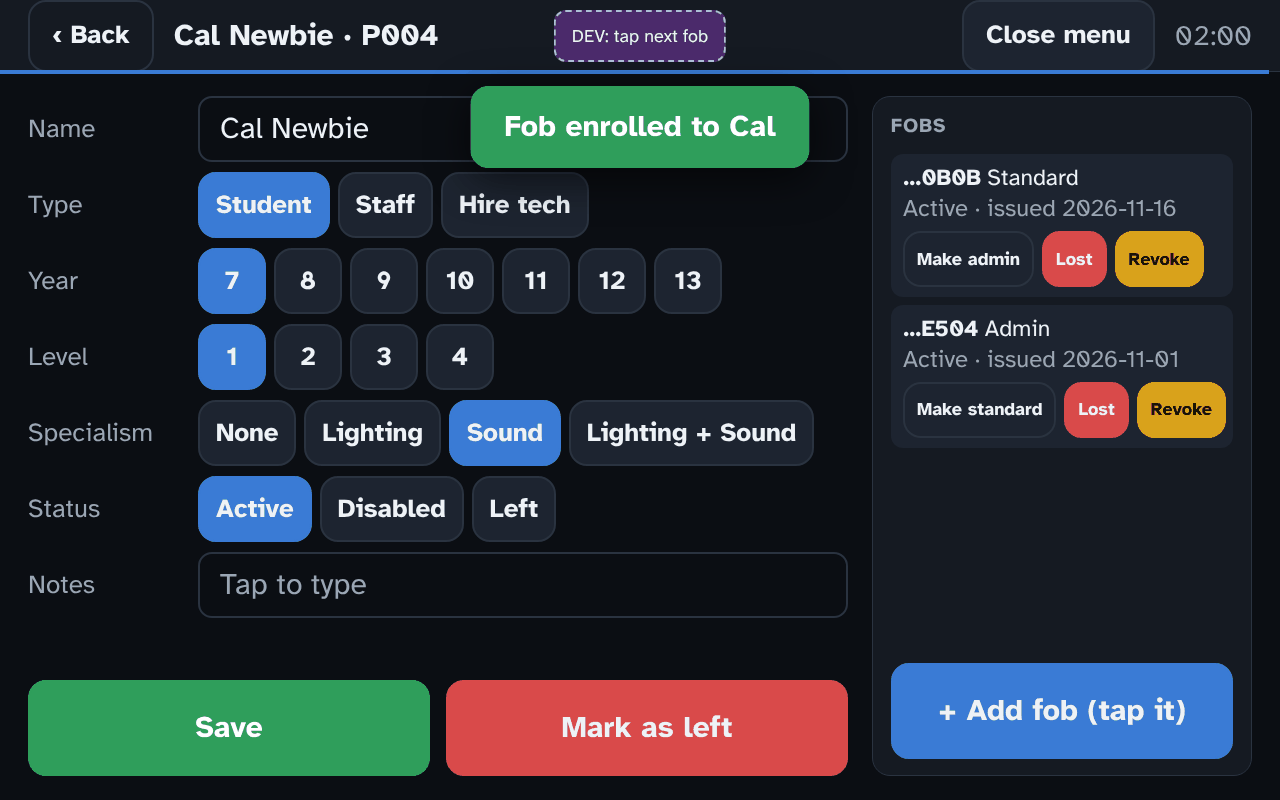 ‹ Back
Cal Newbie · P004
DEV: tap next fob
Close menu
02:00
Name
Cal Newbie
Fob enrolled to Cal
Type
Student
Staff
Hire tech
Year
7
8
9
10
11
12
13
Level
1
2
3
4
Specialism
None
Lighting
Sound
Lighting + Sound
Status
Active
Disabled
Left
Notes
Tap to type
Save
Mark as left
FOBS
…0B0B Standard
Active · issued 2026-11-16
Make admin
Lost
Revoke
…E504 Admin
Active · issued 2026-11-01
Make standard
Lost
Revoke
+ Add fob (tap it)